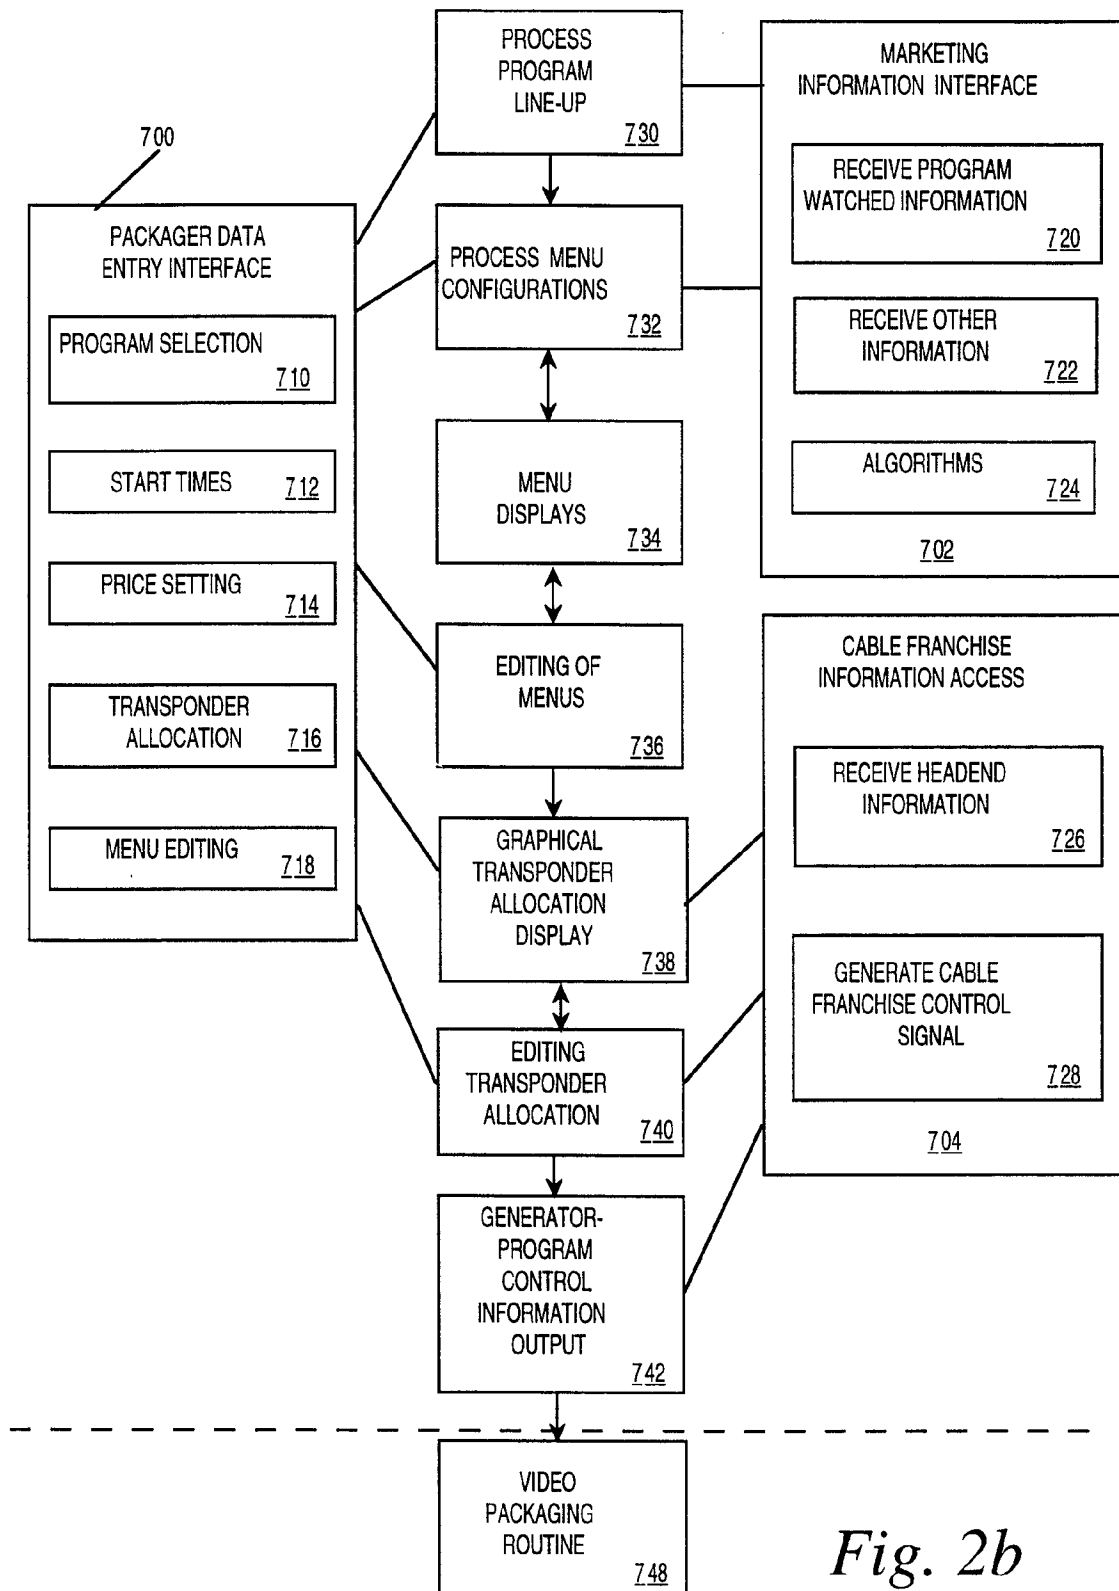 700
PACKAGER DATA
ENTRY INTERFACE
PROGRAM SELECTION
710
START TIMES 712
PRICE SETTING
714
TRANSPONDER
ALLOCATION 716
MENU EDITING
718
PROCESS
PROGRAM
LINE-UP
730
PROCESS MENU
CONFIGURATIONS
732
MENU
DISPLAYS
734
EDITING OF
MENUS
736
GRAPHICAL
TRANSPONDER
ALLOCATION
DISPLAY
738
EDITING
TRANSPONDER
ALLOCATION
740
GENERATOR-
PROGRAM
CONTROL
INFORMATION
OUTPUT
742
VIDEO
PACKAGING
ROUTINE
748
MARKETING
INFORMATION INTERFACE
RECEIVE PROGRAM
WATCHED INFORMATION
720
RECEIVE OTHER
INFORMATION
722
ALGORITHMS
724
702
CABLE FRANCHISE
INFORMATION ACCESS
RECEIVE HEADEND
INFORMATION
726
GENERATE CABLE
FRANCHISE CONTROL
SIGNAL
728
704
Fig. 2b